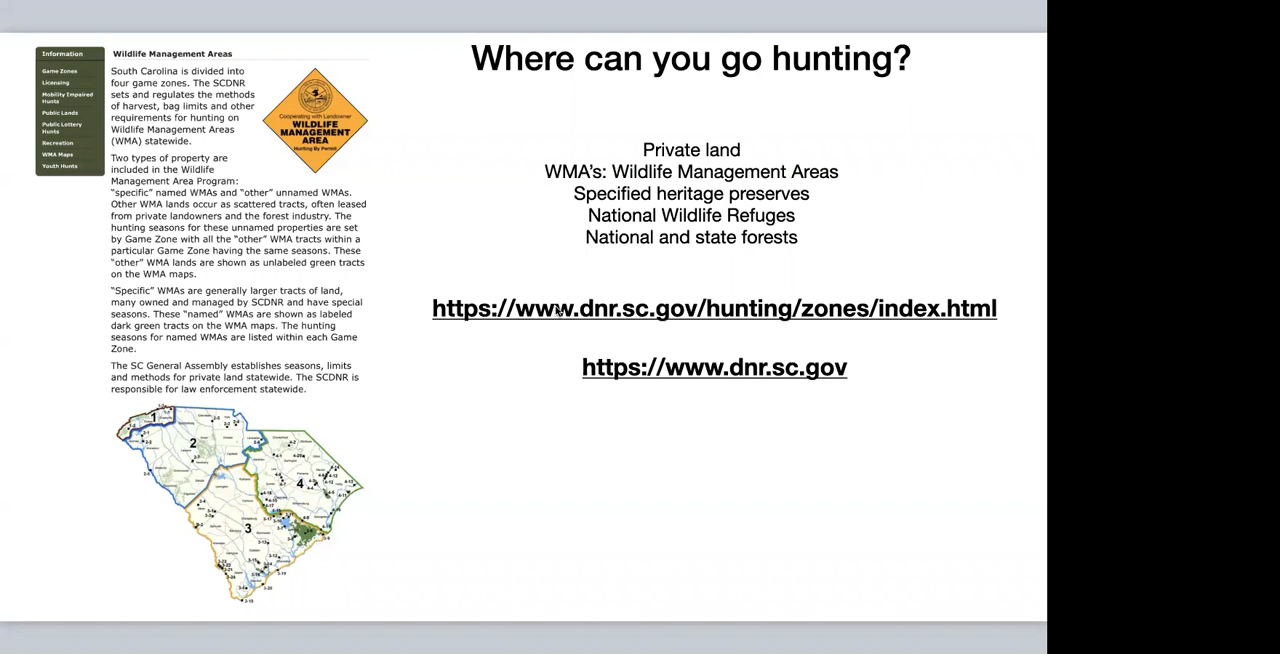 Information
Game Zones
Licensing
Mobility Impaired
Hunts
Public Lands
Public Lottery
Hunts
Recreation
WMA Maps
Youth Hunts
Wildlife Management Areas
South Carolina is divided into
four game zones. The SCDNR
sets and regulates the methods
of harvest, bag limits and other
requirements for hunting on
Wildlife Management Areas
(WMA) statewide.
Cooperating with Landowner
WILDLIFE
MANAGEMENT
AREA
Hunting By Permit
Two types of property are
included in the Wildlife
Management Area Program:
“specific” named WMAs and “other” unnamed WMAs.
Other WMA lands occur as scattered tracts, often leased
from private landowners and the forest industry. The
hunting seasons for these unnamed properties are set
by Game Zone with all the “other” WMA tracts within a
particular Game Zone having the same seasons. These
“other” WMA lands are shown as unlabeled green tracts
on the WMA maps.
“Specific” WMAs are generally larger tracts of land,
many owned and managed by SCDNR and have special
seasons. These “named” WMAs are shown as labeled
dark green tracts on the WMA maps. The hunting
seasons for named WMAs are listed within each Game
Zone.
The SC General Assembly establishes seasons, limits
and methods for private land statewide. The SCDNR is
responsible for law enforcement statewide.
1
2
4
3
Where can you go hunting?
Private land
WMA’s: Wildlife Management Areas
Specified heritage preserves
National Wildlife Refuges
National and state forests
https://www.dnr.sc.gov/hunting/zones/index.html
https://www.dnr.sc.gov